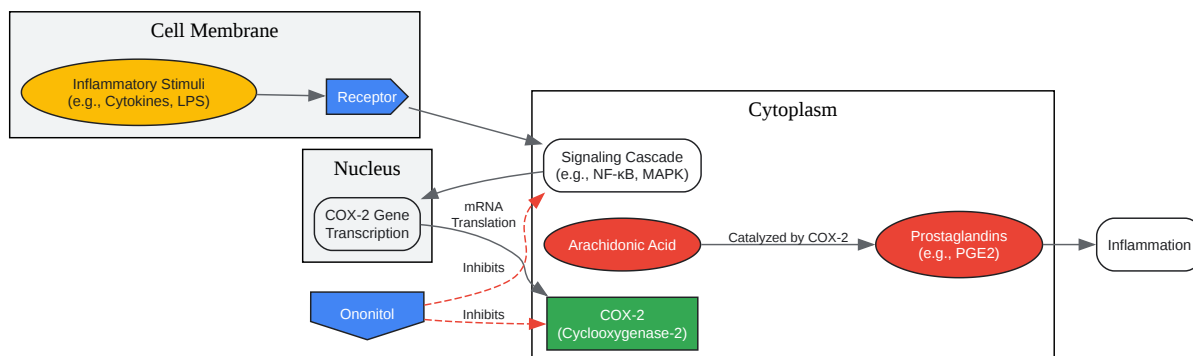 Cell Membrane
Inflammatory Stimuli
(e.g., Cytokines, LPS)
Receptor
Cytoplasm
Nucleus
Signaling Cascade
(e.g., NF-κB, MAPK)
COX-2 Gene
Transcription
mRNA
Translation
Arachidonic Acid
Catalyzed by COX-2
Prostaglandins
(e.g., PGE2)
Inflammation
Inhibits
Ononitol
Inhibits
COX-2
(Cyclooxygenase-2)